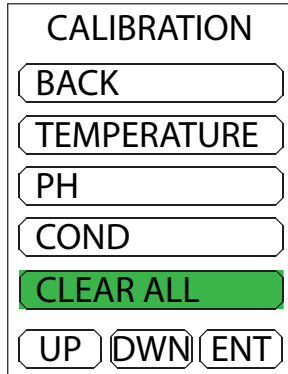 CALIBRATION
BACK
TEMPERATURE
PH
COND
CLEAR ALL
UP DWN ENT